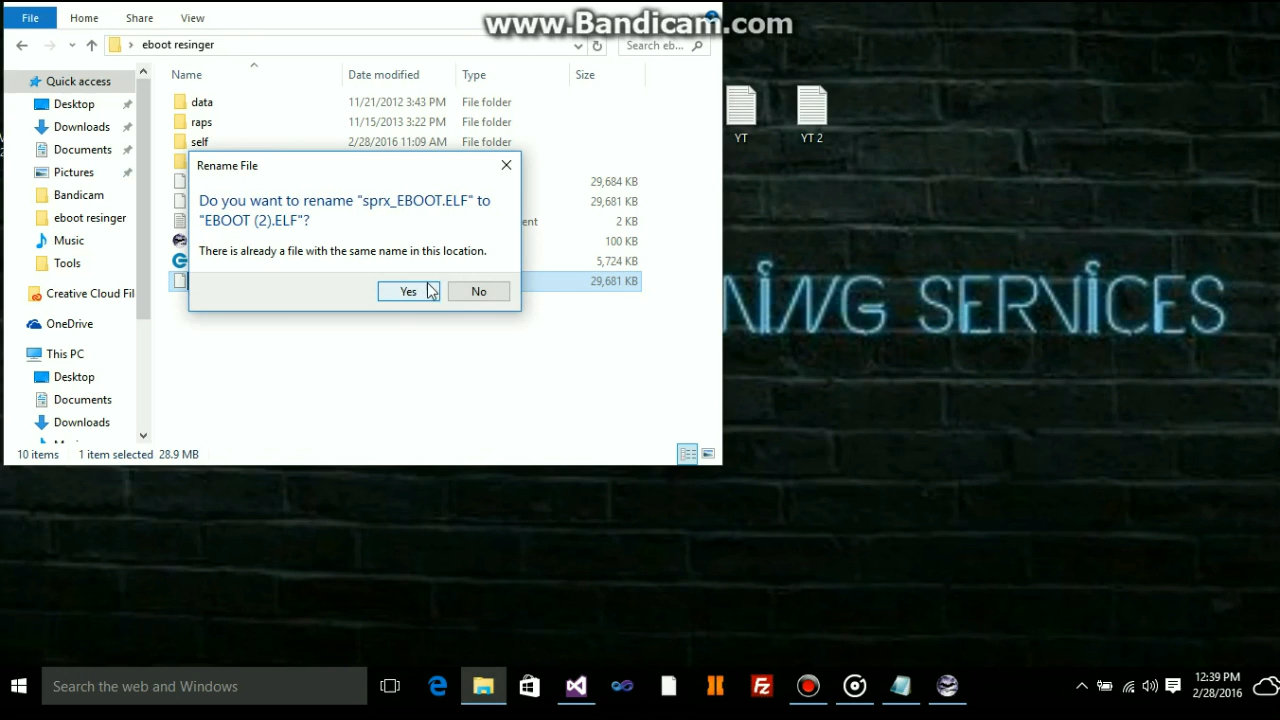 www.Bandicam.com
File
Home
Share
View
eboot resinger
Search eb...
Quick access
Desktop
Downloads
Documents
Pictures
Bandicam
eboot resinger
Music
Tools
Creative Cloud Fil
OneDrive
This PC
Desktop
Documents
Downloads
Name
Date modified
Type
Size
data
11/21/2012 3:43 PM
File folder
raps
11/15/2013 3:22 PM
File folder
self
2/28/2016 11:09 AM
File folder
29,684 KB
29,681 KB
ent
2 KB
100 KB
5,724 KB
29,681 KB
Rename File
Do you want to rename "sprx_EBOOT.ELF" to
"EBOOT (2).ELF"?
There is already a file with the same name in this location.
Yes
No
10 items
1 item selected 28.9 MB
YT
YT 2
NING SERVICES
Search the web and Windows
12:39 PM
2/28/2016